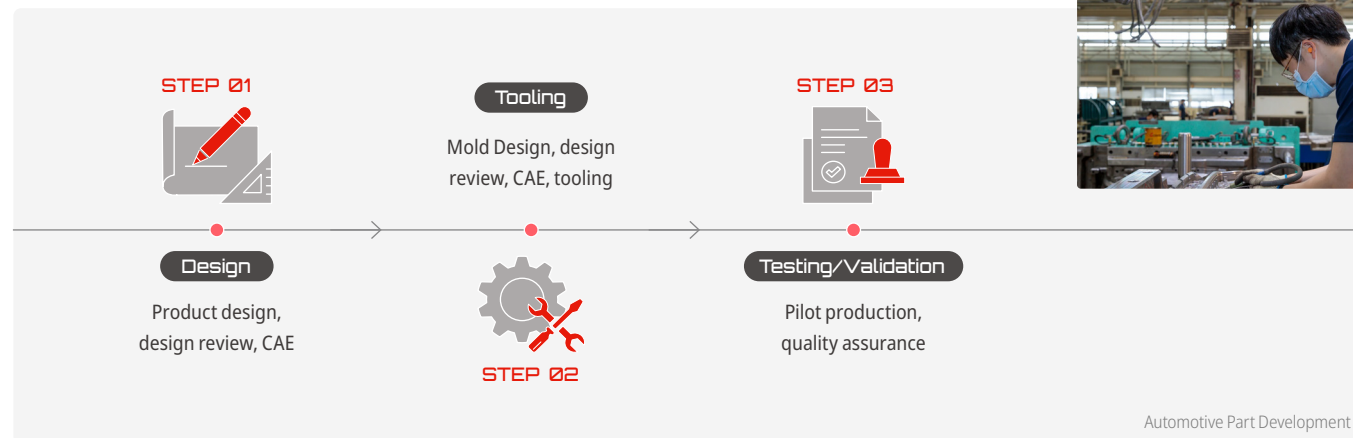 STEP 01
Design
Product design,
design review, CAE
Tooling
Mold Design, design
review, CAE, tooling
STEP 02
STEP 03
Testing/Validation
Pilot production,
quality assurance
Automotive Part Development